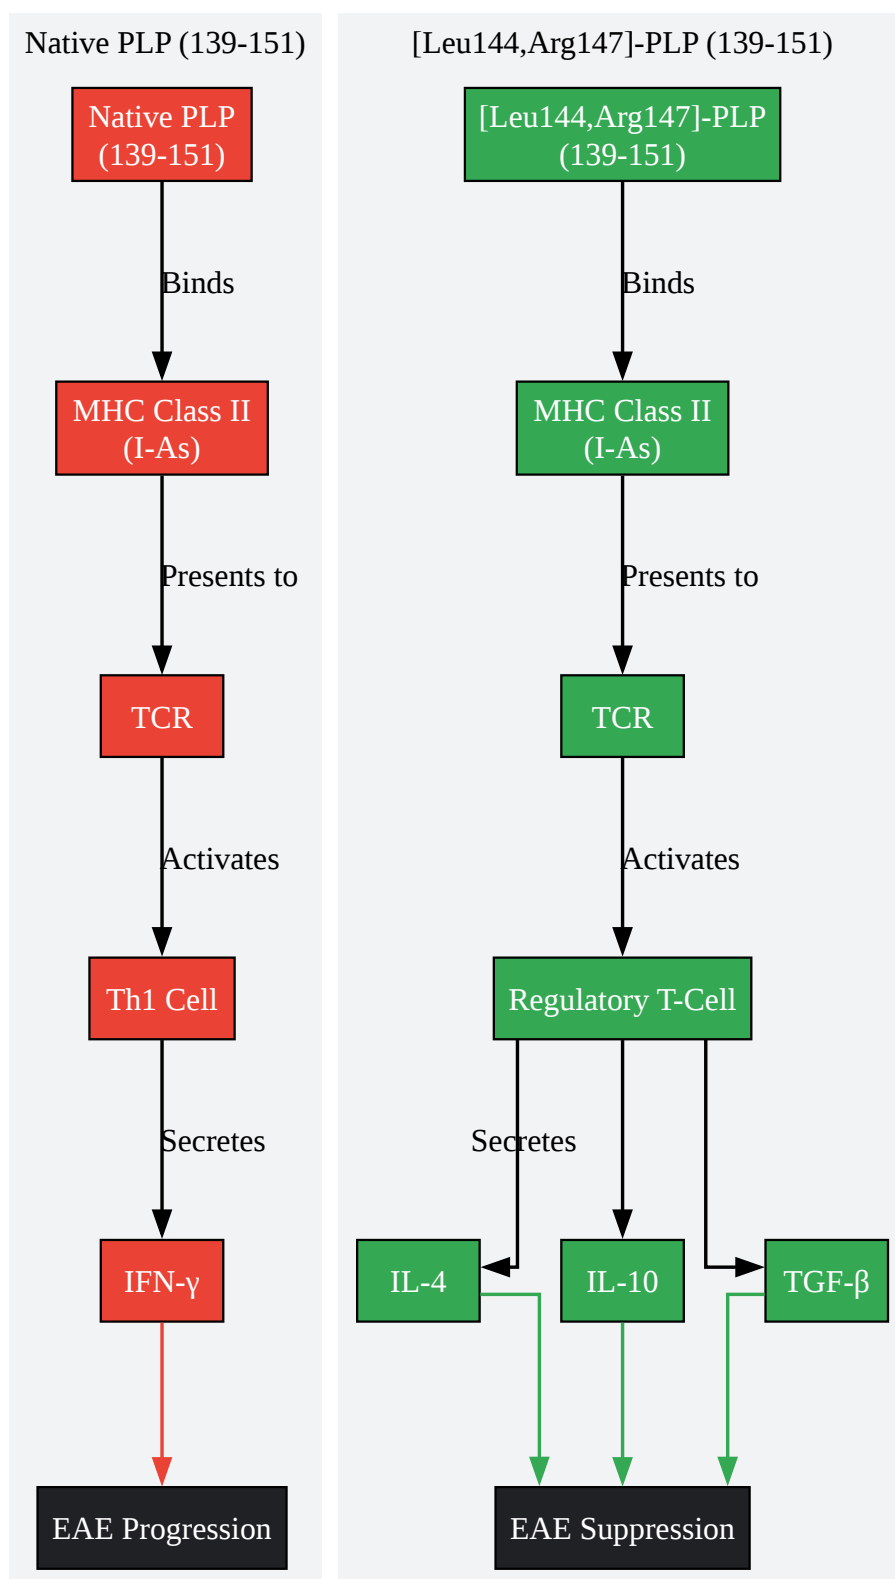 Native PLP (139-151)
Native PLP
(139-151)
Binds
MHC Class II
(I-As)
Presents to
TCR
Activates
Th1 Cell
Secretes
IFN-γ
EAE Progression
[Leu144,Arg147]-PLP (139-151)
[Leu144,Arg147]-PLP
(139-151)
Binds
MHC Class II
(I-As)
Presents to
TCR
Activates
Regulatory T-Cell
Secretes
IL-4
IL-10
TGF-β
EAE Suppression